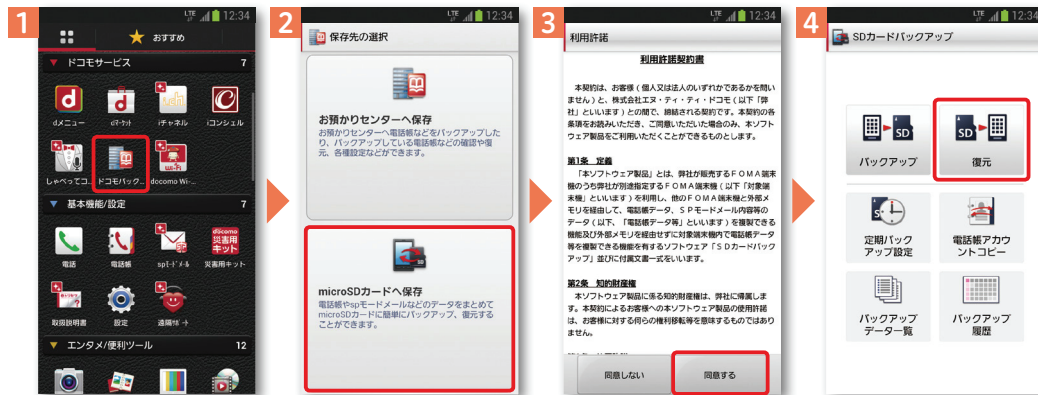 1
LTE 12:34
おすすめ
ドコモサービス 7
dメニュー
dマーケット
iチャネル
iコンシェル
しゃべってコ...
ドコモバック...
docomo Wi-...
基本機能/設定 7
電話
電話帳
spモードメール
災害用キット
取扱説明書
設定
遠隔サポート
エンタメ/便利ツール 12
2
LTE 12:34
保存先の選択
お預かりセンターへ保存
お預かりセンターへ電話帳などをバックアップした
り、バックアップしている電話帳などの確認や復
元、各種設定などができます。
microSDカードへ保存
電話帳やspモードメールなどのデータをまとめて
microSDカードに簡単にバックアップ、復元する
ことができます。
3
LTE 12:34
利用許諾
利用許諾契約書
本契約は、お客様(個人又は法人のいずれかであるかを問い
ません)と、株式会社エヌ・ティ・ティ・ドコモ(以下「弊
社」といいます)との間で、締結される契約です。本契約の各
条項をお読みいただき、ご同意いただいた場合のみ、本ソフト
ウェア製品をご利用いただくことができるものとします。
第1条 定義
「本ソフトウェア製品」とは、弊社が販売するFOMA端末
機のうち弊社が別途指定するFOMA端末機(以下「対象端
末機」といいます)を利用し、他のFOMA端末機と外部メ
モリを経由して、電話帳データ、SPモードメール内容等の
データ(以下、「電話帳データ等」といいます)を複製できる
機能及び外部メモリを経由せずに対象端末機内で電話帳データ
等を複製できる機能を有するソフトウェア「SDカードバック
アップ」並びに付属文書一式をいいます。
第2条 知的財産権
本ソフトウェア製品に係る知的財産権は、弊社に帰属しま
す。本契約によるお客様への本ソフトウェア製品の使用許諾
は、お客様に対する何らの権利移転等を意味するものではあり
ません。
同意しない
同意する
4
LTE 12:34
SDカードバックアップ
SD
バックアップ
SD
復元
定期バック
アップ設定
電話帳アカウ
ントコピー
バックアップ
データ一覧
バックアップ
履歴